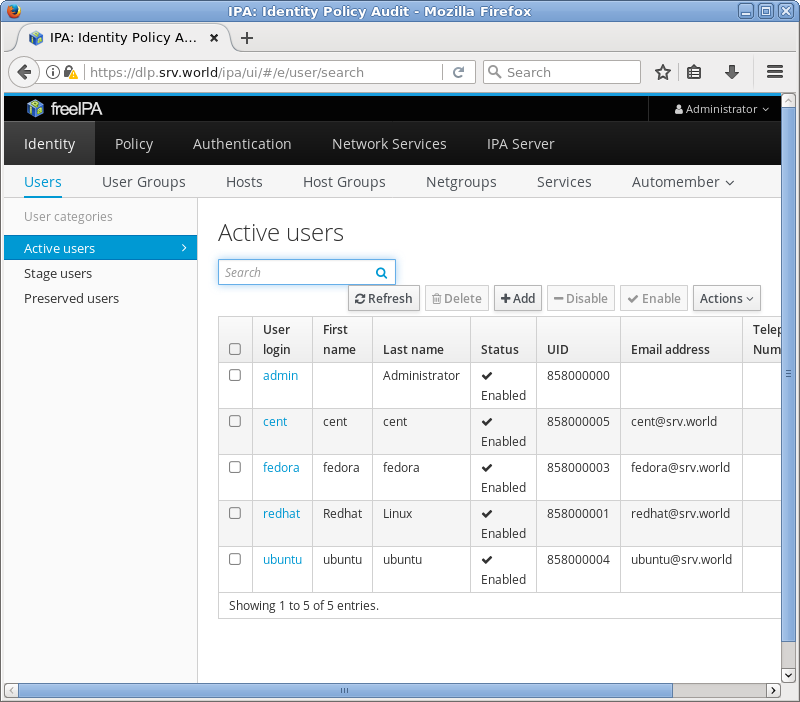 IPA: Identity Policy Audit - Mozilla Firefox
IPA: Identity Policy A...
https://dlp.srv.world/ipa/ui/#/e/user/search
Search
freeIPA
Administrator
Identity Policy Authentication Network Services IPA Server
Users User Groups Hosts Host Groups Netgroups Services Automember
User categories
Active users
Stage users
Preserved users
Active users
Search
Refresh Delete Add Disable Enable Actions
User login First name Last name Status UID Email address Telep Num
admin Administrator Enabled 858000000
cent cent cent Enabled 858000005 cent@srv.world
fedora fedora fedora Enabled 858000003 fedora@srv.world
redhat Redhat Linux Enabled 858000001 redhat@srv.world
ubuntu ubuntu ubuntu Enabled 858000004 ubuntu@srv.world
Showing 1 to 5 of 5 entries.